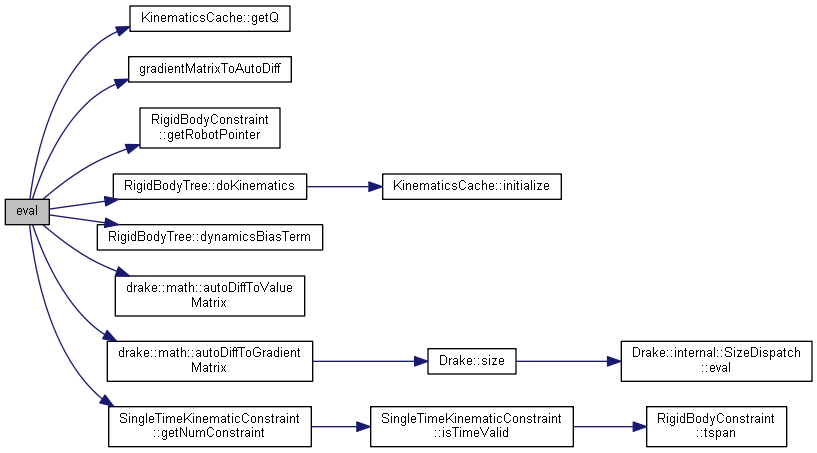 KinematicsCache::getQ
gradientMatrixToAutoDiff
RigidBodyConstraint
::getRobotPointer
RigidBodyTree::doKinematics
KinematicsCache::initialize
eval
RigidBodyTree::dynamicsBiasTerm
drake::math::autoDiffToValue
Matrix
drake::math::autoDiffToGradient
Matrix
Drake::size
Drake::internal::SizeDispatch
::eval
SingleTimeKinematicConstraint
::getNumConstraint
SingleTimeKinematicConstraint
::isTimeValid
RigidBodyConstraint
::tspan